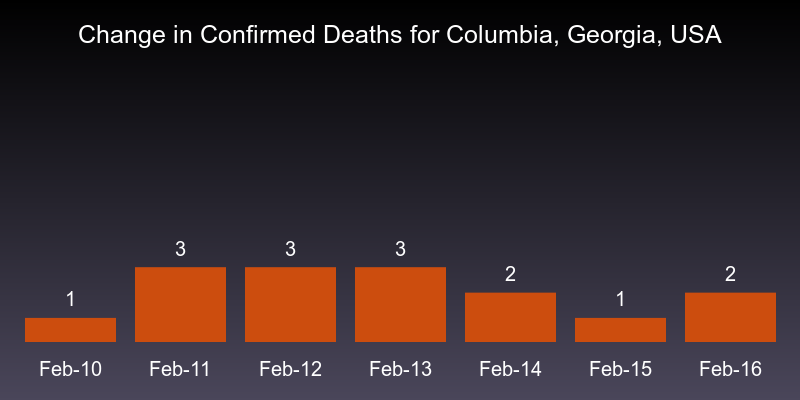 Change in Confirmed Deaths for Columbia, Georgia, USA
1 3 3 3 2 1 2
Feb-10 Feb-11 Feb-12 Feb-13 Feb-14 Feb-15 Feb-16